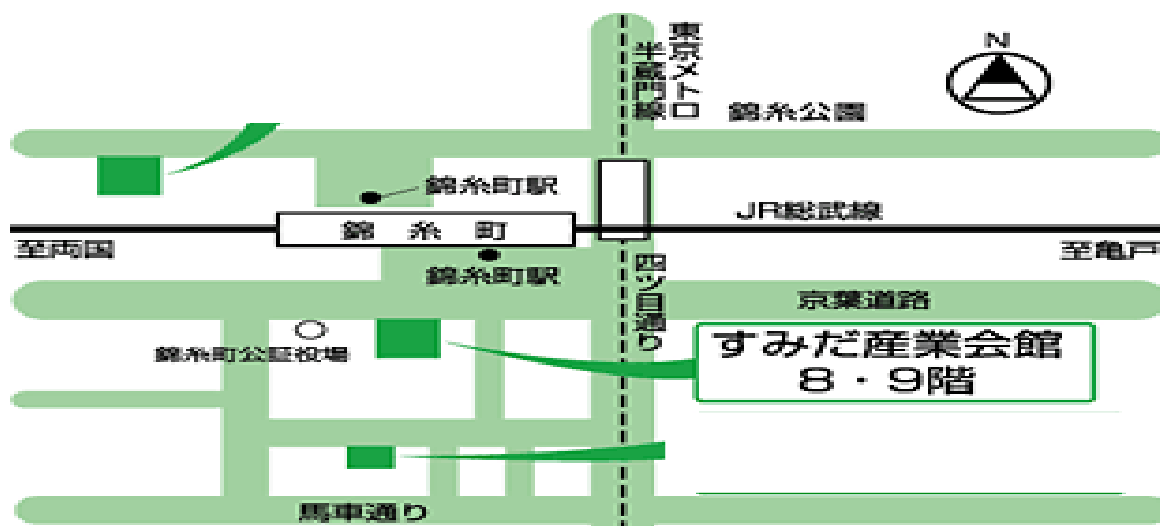 東京メトロ
半蔵門線
N
錦糸公園
錦糸町駅
JR総武線
錦糸町
至両国
至亀戸
錦糸町駅
四ツ目通り
京葉道路
錦糸町公証役場
すみだ産業会館
8・9階
馬車通り